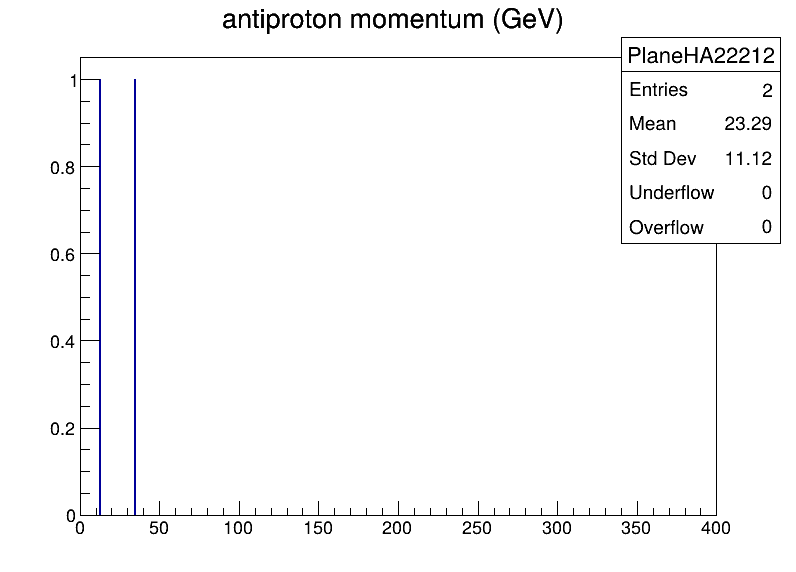 antiproton momentum (GeV)
PlaneHA22212
Entries 2
Mean 23.29
Std Dev 11.12
Underflow 0
Overflow 0
1
0.8
0.6
0.4
0.2
0
0 50 100 150 200 250 300 350 400